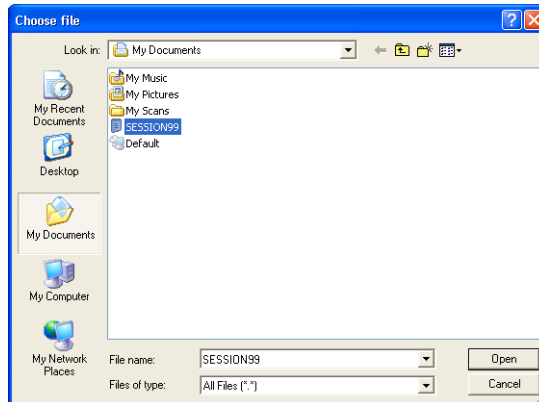 Choose file
Look in: My Documents
My Recent
Documents
Desktop
My Documents
My Computer
My Network
Places
My Music
My Pictures
My Scans
SESSION99
Default
File name: SESSION99 Open
Files of type: All Files (*.*) Cancel